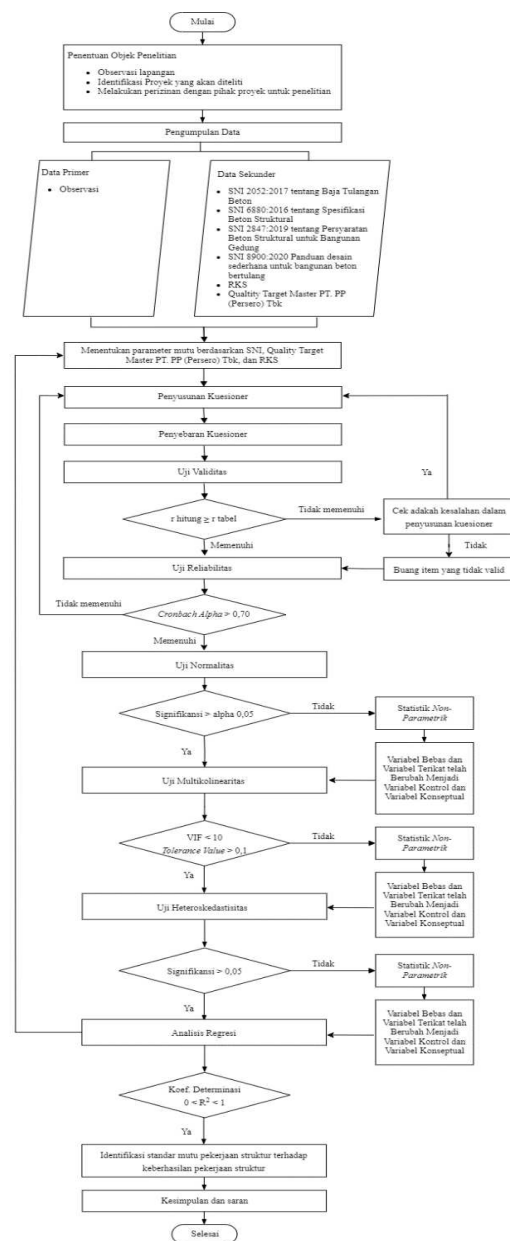 Mulai
Penentuan Objek Penelitian
• Observasi lapangan
• Identifikasi Proyek yang akan diteliti
• Melakukan perizinan dengan pihak proyek untuk penelitian
Pengumpulan Data
Data Primer
• Observasi
Data Sekunder
• SNI 2052:2017 tentang Baja Tulangan
Beton
• SNI 6880:2016 tentang Spesifikasi
Beton Struktural
• SNI 2847:2019 tentang Persyaratan
Beton Struktural untuk Bangunan
Gedung
• SNI 8900:2020 Panduan desain
sederhana untuk bangunan beton
bertulang
• RKS
• Qualtity Target Master PT. PP
(Persero) Tbk
Menentukan parameter mutu berdasarkan SNI, Quality Target
Master PT. PP (Persero) Tbk, dan RKS
Penyusunan Kuesioner
Penyebaran Kuesioner
Uji Validitas
Ya
r hitung ≥ r tabel
Tidak memenuhi
Cek adakah kesalahan dalam
penyusunan kuesioner
Memenuhi
Tidak
Uji Reliabilitas
Buang item yang tidak valid
Tidak memenuhi
Cronbach Alpha > 0,70
Memenuhi
Uji Normalitas
Signifikansi > alpha 0,05
Tidak
Statistik Non-
Parametrik
Ya
Uji Multikolinearitas
Variabel Bebas dan
Variabel Terikat telah
Berubah Menjadi
Variabel Kontrol dan
Variabel Konseptual
VIF < 10
Tolerance Value > 0,1
Tidak
Statistik Non-
Parametrik
Ya
Uji Heteroskedastisitas
Variabel Bebas dan
Variabel Terikat telah
Berubah Menjadi
Variabel Kontrol dan
Variabel Konseptual
Signifikansi > 0,05
Tidak
Statistik Non-
Parametrik
Ya
Analisis Regresi
Variabel Bebas dan
Variabel Terikat telah
Berubah Menjadi
Variabel Kontrol dan
Variabel Konseptual
Koef. Determinasi
0 < R² < 1
Ya
Identifikasi standar mutu pekerjaan struktur terhadap
keberhasilan pekerjaan struktur
Kesimpulan dan saran
Selesai